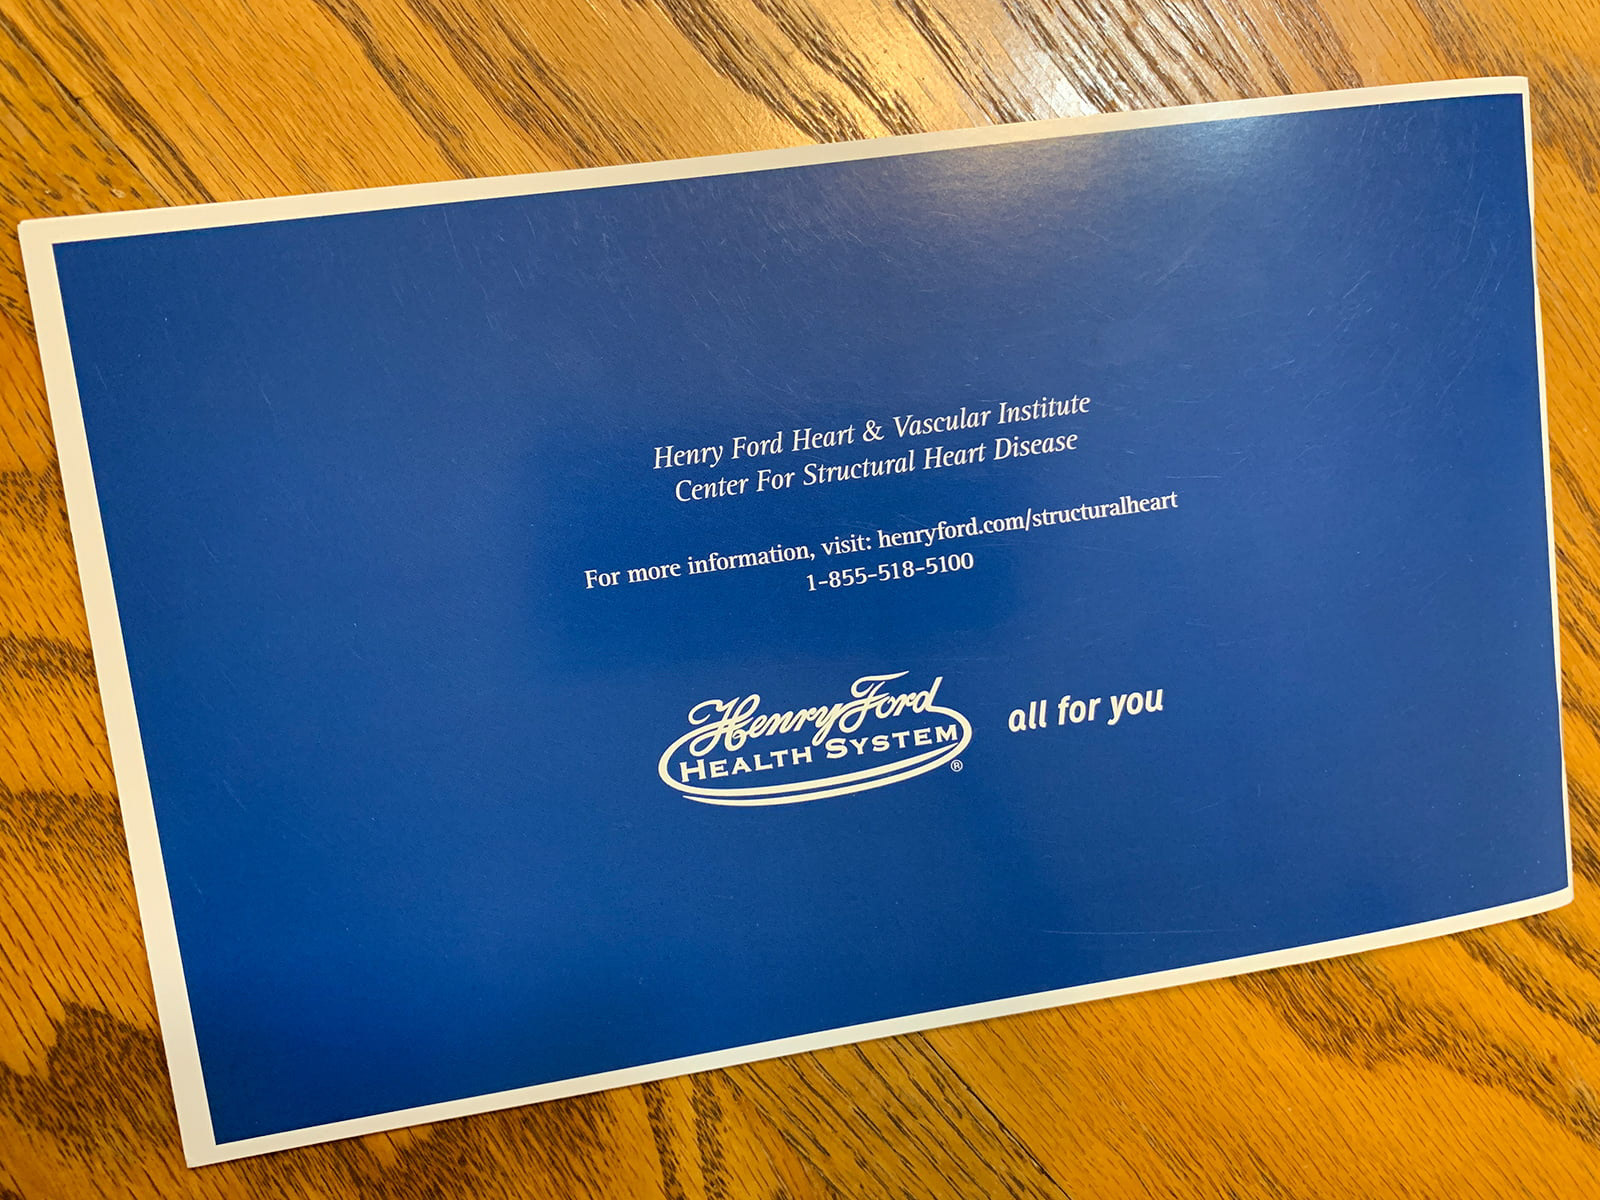 Henry Ford Heart & Vascular Institute
Center For Structural Heart Disease
For more information, visit: henryford.com/structuralheart
1-855-518-5100
Henry Ford
HEALTH SYSTEM®
all for you